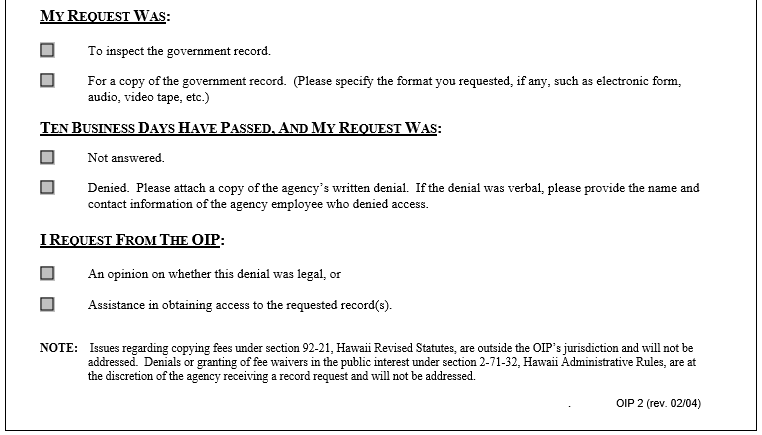 MY REQUEST WAS:
To inspect the government record.
For a copy of the government record. (Please specify the format you requested, if any, such as electronic form,
audio, video tape, etc.)
TEN BUSINESS DAYS HAVE PASSED, AND MY REQUEST WAS:
Not answered.
Denied. Please attach a copy of the agency's written denial. If the denial was verbal, please provide the name and
contact information of the agency employee who denied access.
I REQUEST FROM THE OIP:
An opinion on whether this denial was legal, or
Assistance in obtaining access to the requested record(s).
NOTE: Issues regarding copying fees under section 92-21, Hawaii Revised Statutes, are outside the OIP's jurisdiction and will not be
addressed. Denials or granting of fee waivers in the public interest under section 2-71-32, Hawaii Administrative Rules, are at
the discretion of the agency receiving a record request and will not be addressed.
. OIP 2 (rev. 02/04)